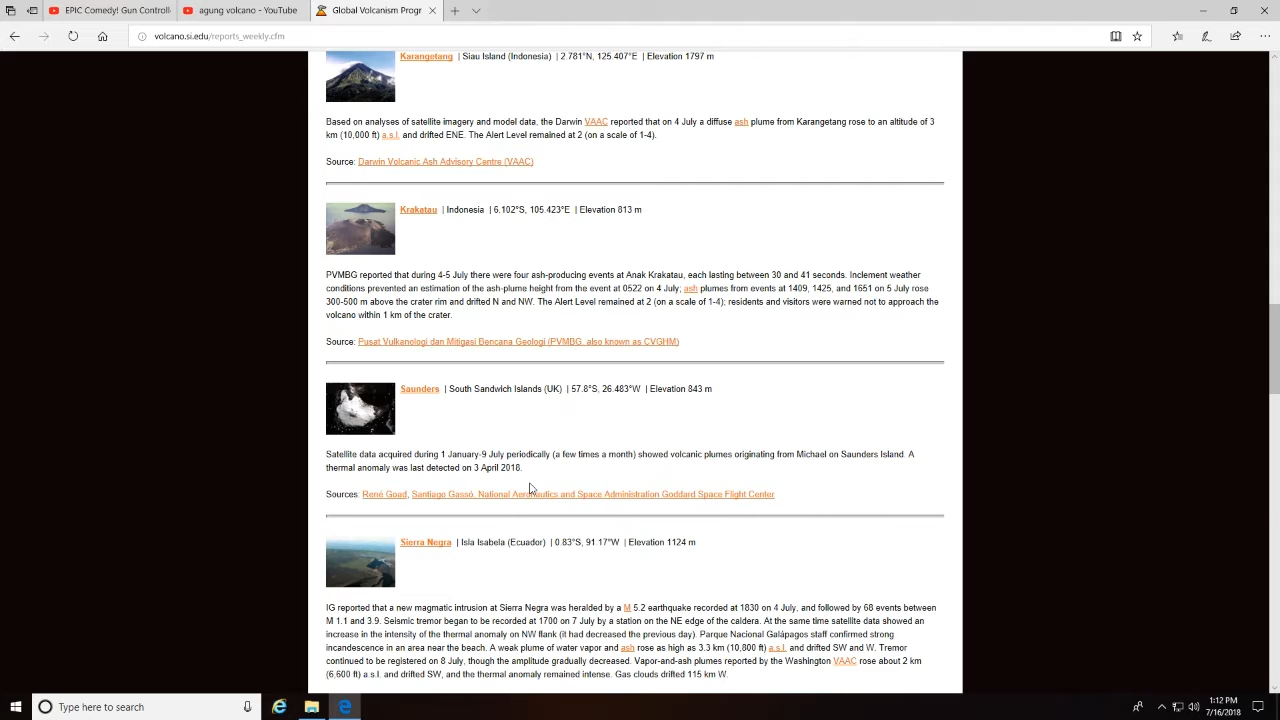 EPIC Comedy! Gun Controll
agung volcano - YouTube
Global Volcanism Progr
volcano.si.edu/reports_weekly.cfm
Karangetang | Siau Island (Indonesia) | 2.781°N, 125.407°E | Elevation 1797 m
Based on analyses of satellite imagery and model data, the Darwin VAAC reported that on 4 July a diffuse ash plume from Karangetang rose to an altitude of 3
km (10,000 ft) a.s.l. and drifted ENE. The Alert Level remained at 2 (on a scale of 1-4).
Source: Darwin Volcanic Ash Advisory Centre (VAAC)
Krakatau | Indonesia | 6.102°S, 105.423°E | Elevation 813 m
PVMBG reported that during 4-5 July there were four ash-producing events at Anak Krakatau, each lasting between 30 and 41 seconds. Inclement weather
conditions prevented an estimation of the ash-plume height from the event at 0522 on 4 July; ash plumes from events at 1409, 1425, and 1651 on 5 July rose
300-500 m above the crater rim and drifted N and NW. The Alert Level remained at 2 (on a scale of 1-4); residents and visitors were warned not to approach the
volcano within 1 km of the crater.
Source: Pusat Vulkanologi dan Mitigasi Bencana Geologi (PVMBG, also known as CVGHM)
Saunders | South Sandwich Islands (UK) | 57.8°S, 26.483°W | Elevation 843 m
Satellite data acquired during 1 January-9 July periodically (a few times a month) showed volcanic plumes originating from Michael on Saunders Island. A
thermal anomaly was last detected on 3 April 2018.
Sources: René Goad, Santiago Gassó, National Aeronautics and Space Administration Goddard Space Flight Center
Sierra Negra | Isla Isabela (Ecuador) | 0.83°S, 91.17°W | Elevation 1124 m
IG reported that a new magmatic intrusion at Sierra Negra was heralded by a M 5.2 earthquake recorded at 1830 on 4 July, and followed by 68 events between
M 1.1 and 3.9. Seismic tremor began to be recorded at 1700 on 7 July by a station on the NE edge of the caldera. At the same time satellite data showed an
increase in the intensity of the thermal anomaly on NW flank (it had decreased the previous day). Parque Nacional Galápagos staff confirmed strong
incandescence in an area near the beach. A weak plume of water vapor and ash rose as high as 3.3 km (10,800 ft) a.s.l. and drifted SW and W. Tremor
continued to be registered on 8 July, though the amplitude gradually decreased. Vapor-and-ash plumes reported by the Washington VAAC rose about 2 km
(6,600 ft) a.s.l. and drifted SW, and the thermal anomaly remained intense. Gas clouds drifted 115 km W.
Type here to search
1:12 PM
7/16/2018